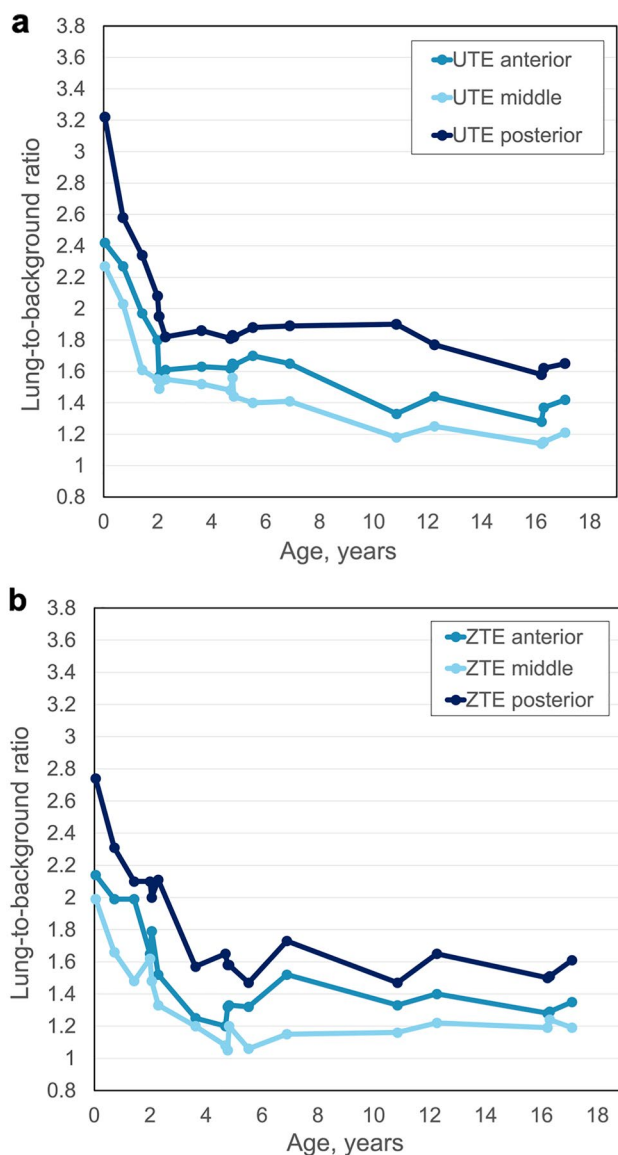 a
3.8
3.6
3.4
3.2
3
2.8
2.6
2.4
2.2
2
1.8
1.6
1.4
1.2
1
0.8
Lung-to-background ratio
UTE anterior
UTE middle
UTE posterior
0 2 4 6 8 10 12 14 16 18
Age, years
b
3.8
3.6
3.4
3.2
3
2.8
2.6
2.4
2.2
2
1.8
1.6
1.4
1.2
1
0.8
Lung-to-background ratio
ZTE anterior
ZTE middle
ZTE posterior
0 2 4 6 8 10 12 14 16 18
Age, years